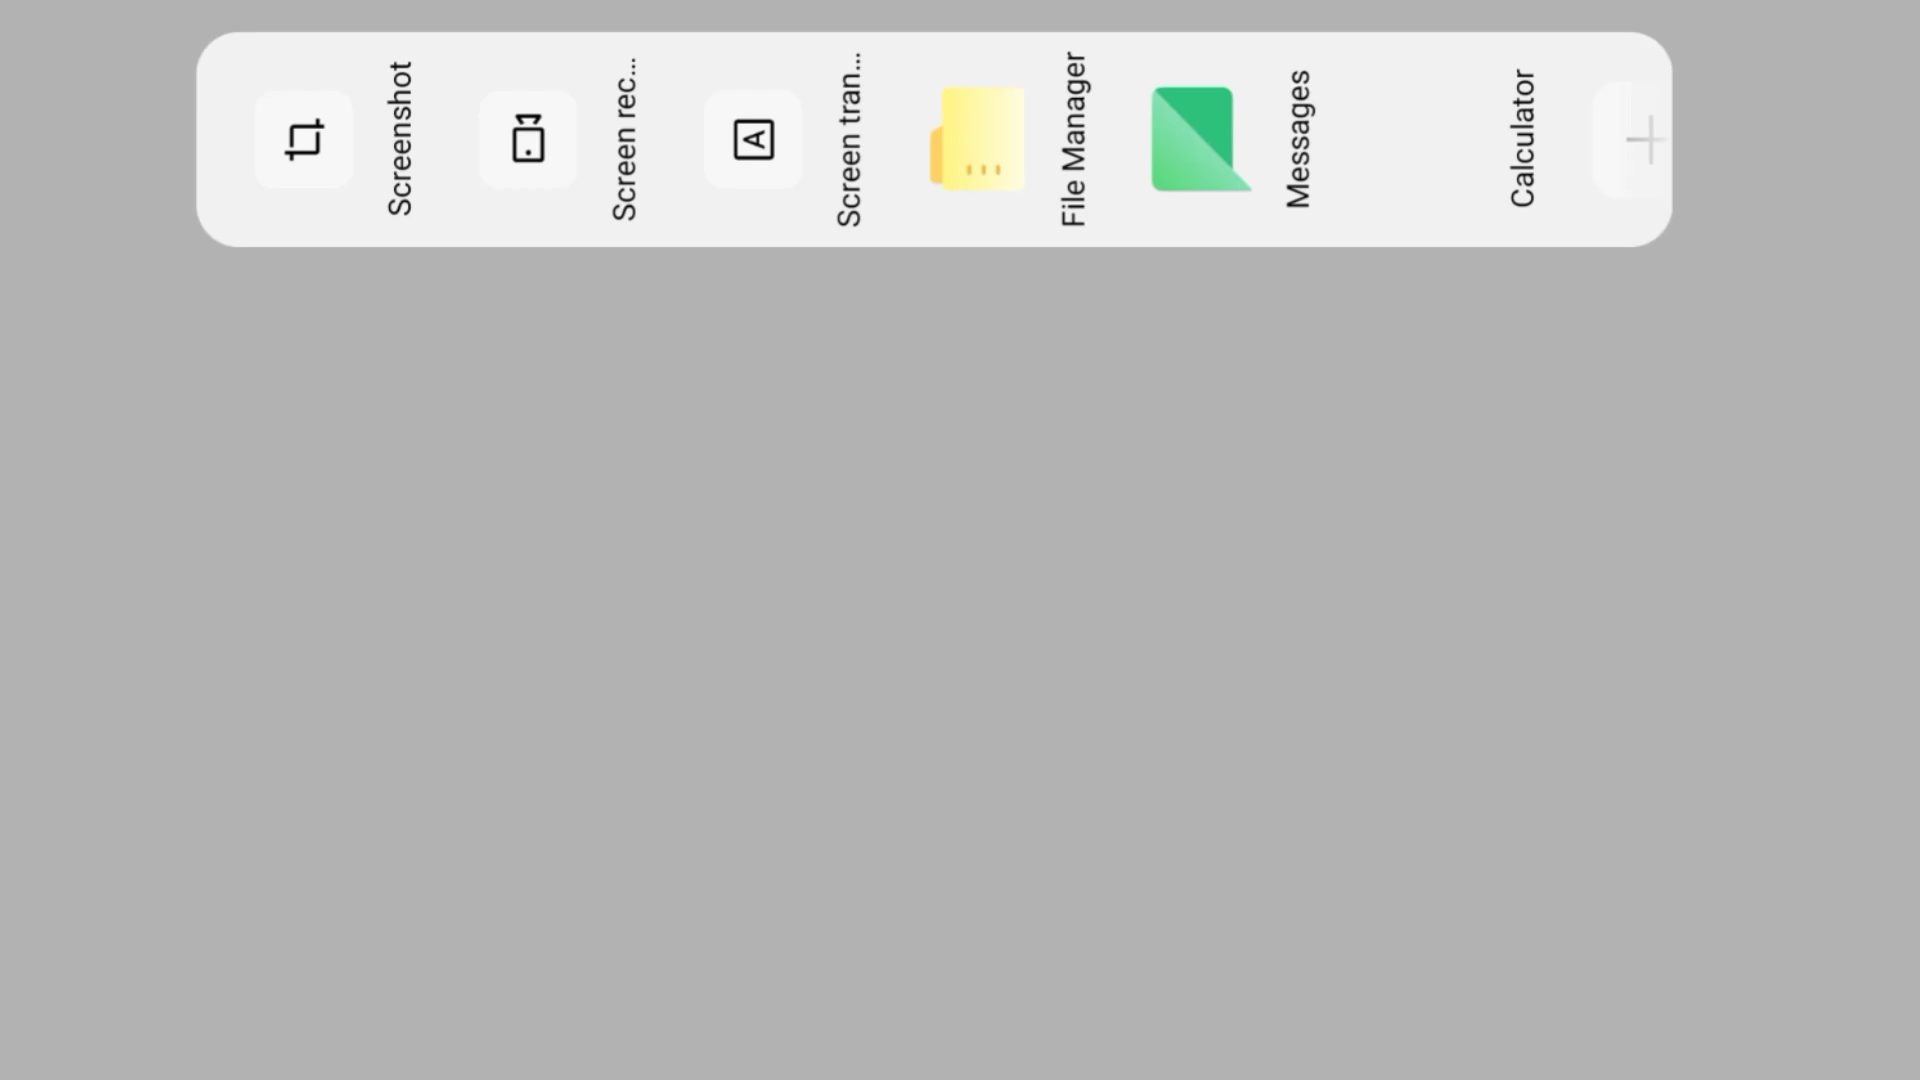 Screenshot
Screen rec...
A
Screen tran...
File Manager
Messages
Calculator